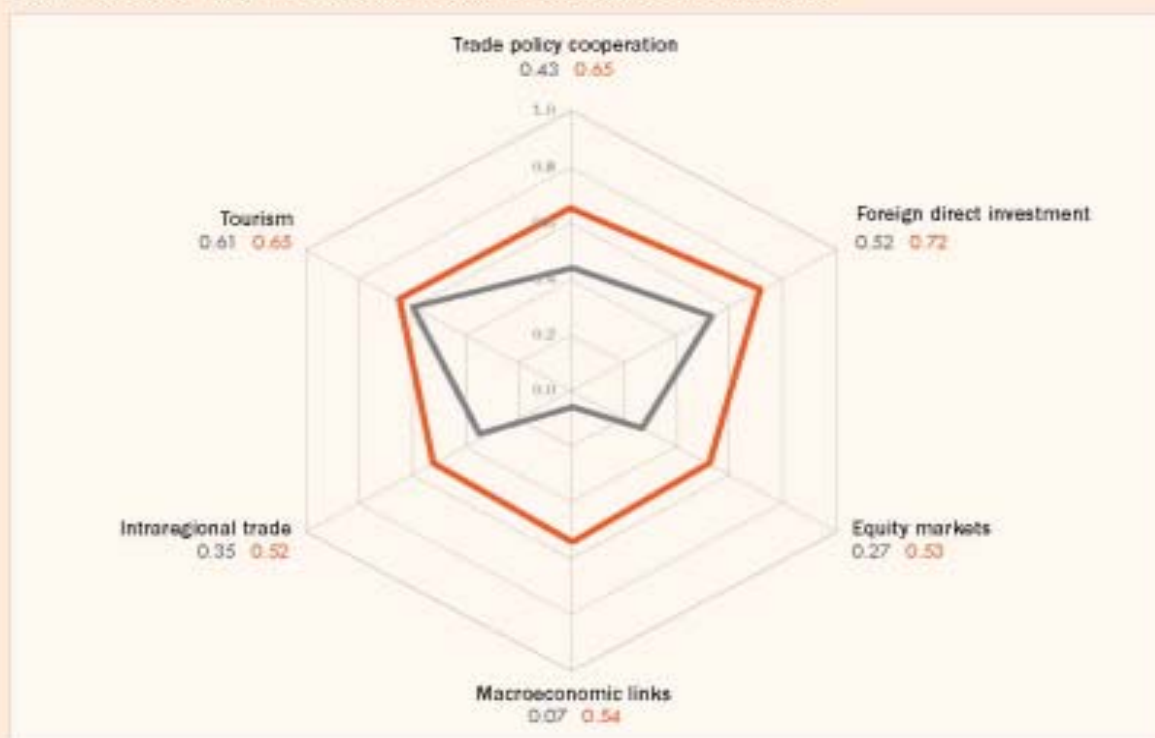 Trade policy cooperation
0.43 0.65
1.0
0.8
Tourism
0.61 0.65
Foreign direct investment
0.52 0.72
0.2
0.0
Intraregional trade
0.35 0.52
Equity markets
0.27 0.53
Macroeconomic links
0.07 0.54